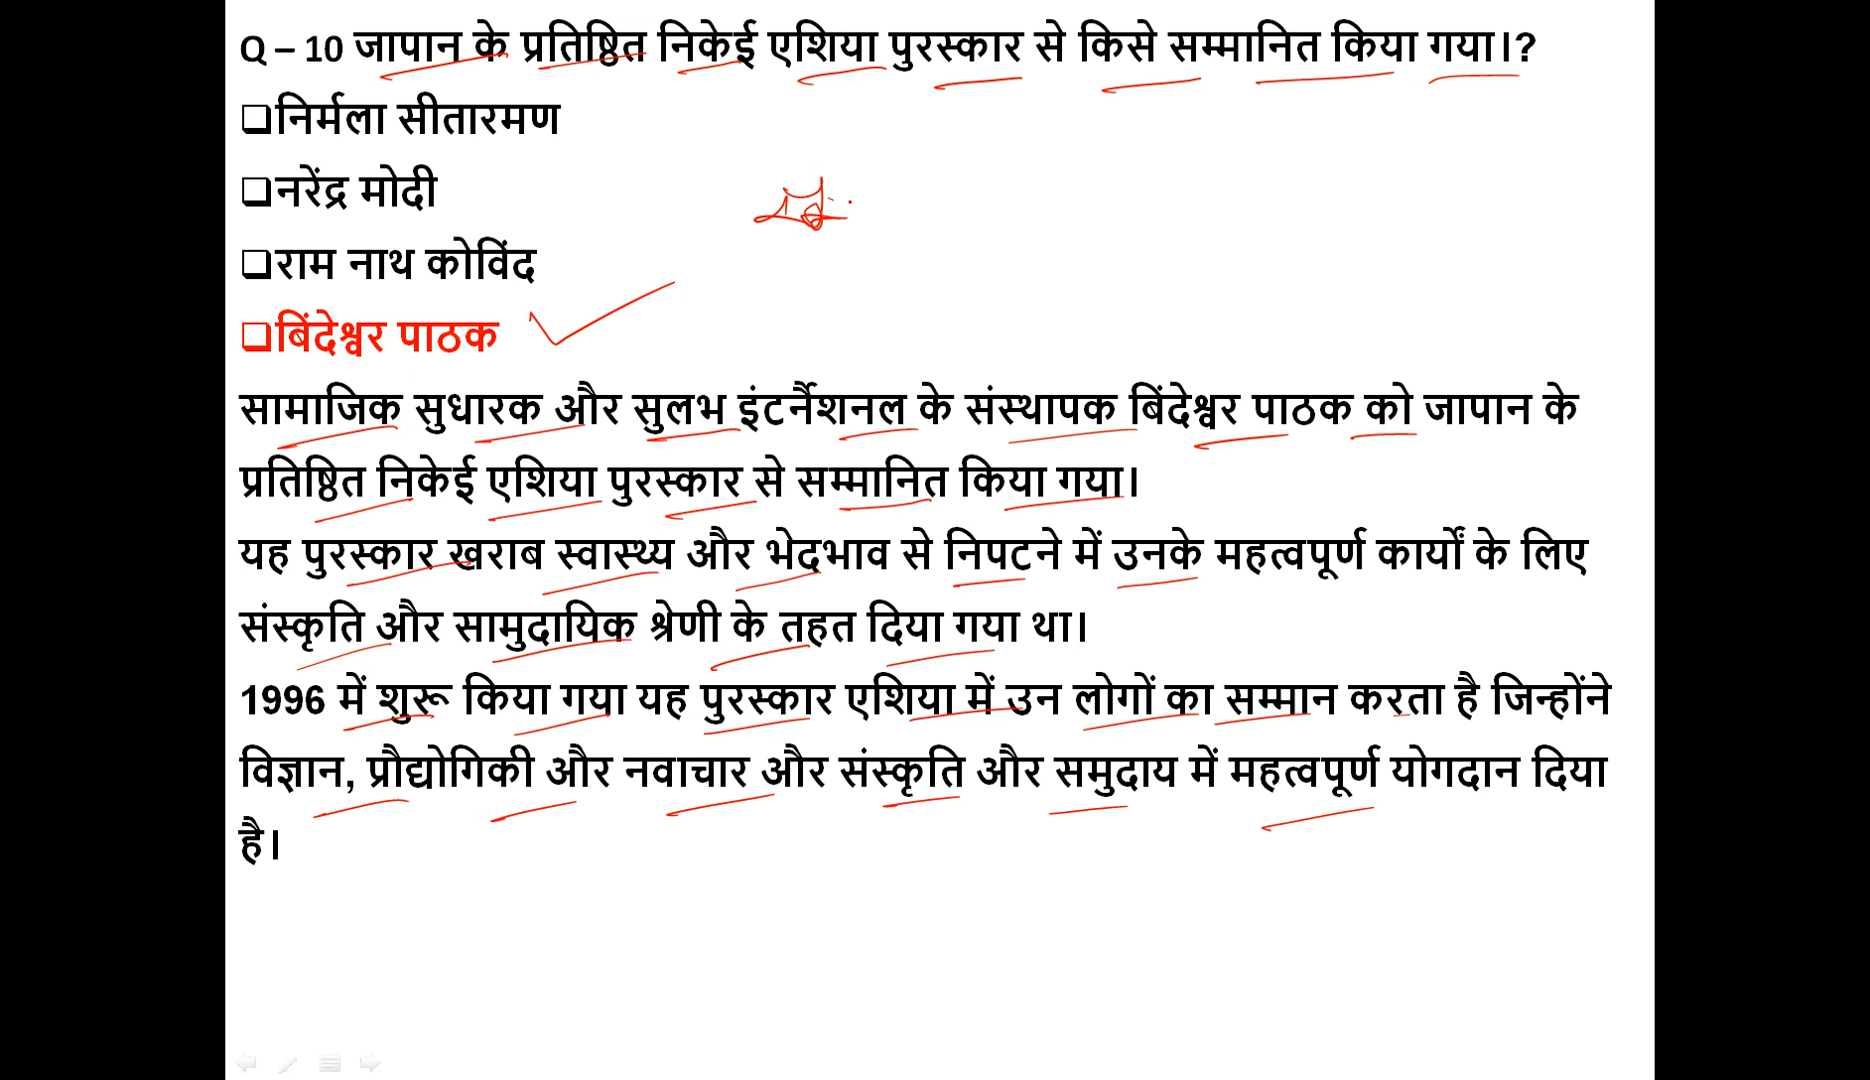 Q – 10 जापान के प्रतिष्ठित निकेई एशिया पुरस्कार से किसे सम्मानित किया गया।?
❑निर्मला सीतारमण
❑नरेंद्र मोदी
❑राम नाथ कोविंद
❑बिंदेश्वर पाठक
सामाजिक सुधारक और सुलभ इंटर्नैशनल के संस्थापक बिंदेश्वर पाठक को जापान के
प्रतिष्ठित निकेई एशिया पुरस्कार से सम्मानित किया गया।
यह पुरस्कार खराब स्वास्थ्य और भेदभाव से निपटने में उनके महत्वपूर्ण कार्यों के लिए
संस्कृति और सामुदायिक श्रेणी के तहत दिया गया था।
1996 में शुरू किया गया यह पुरस्कार एशिया में उन लोगों का सम्मान करता है जिन्होंने
विज्ञान, प्रौद्योगिकी और नवाचार और संस्कृति और समुदाय में महत्वपूर्ण योगदान दिया
है।